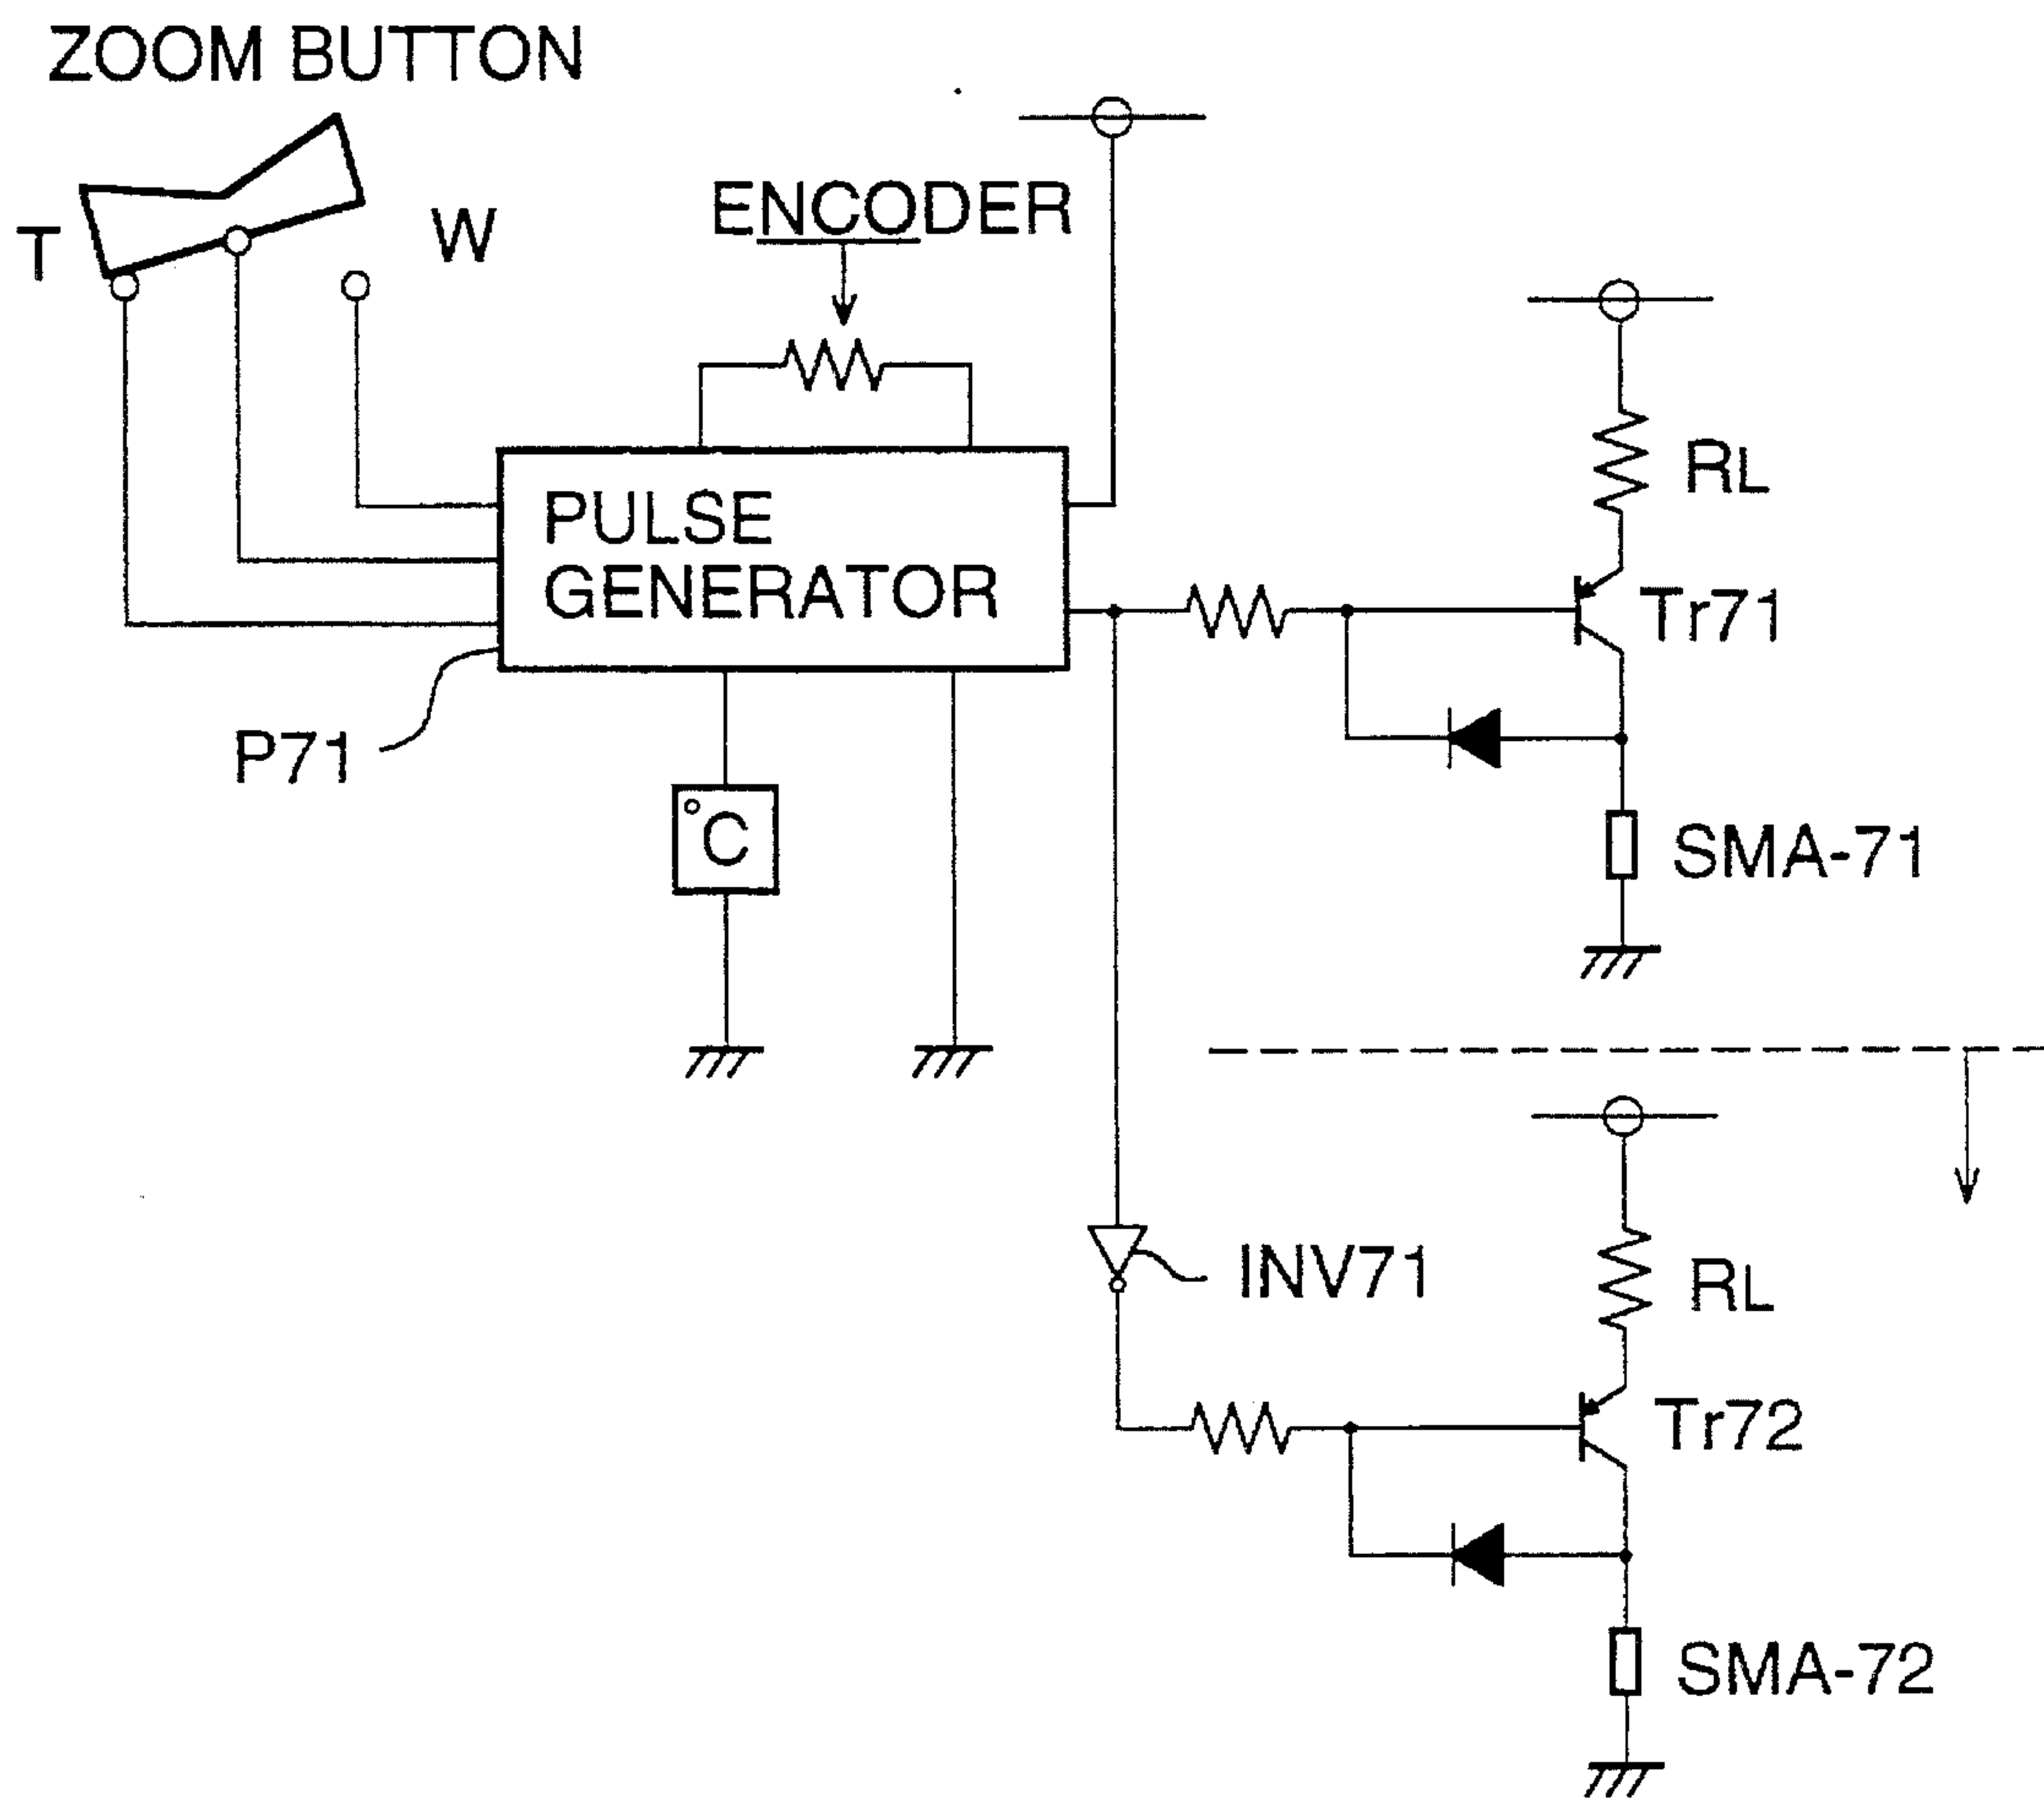 ZOOM BUTTON
T
W
ENCODER
PULSE
GENERATOR
P71
°C
RL
Tr71
SMA-71
INV71
RL
Tr72
SMA-72